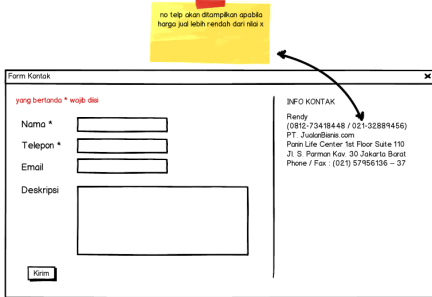 no telp akan ditampilkan apabila
harga jual lebih rendah dari nilai x
Form Kontak
yang bertanda * wajib diisi
Nama *
Telepon *
Email
Deskripsi
Kirim
INFO KONTAK
Rendy
(0812-73418448 / 021-32889456)
PT. JualanBisnis.com
Panin Life Center 1st Floor Suite 110
Jl. S. Parman Kav. 30 Jakarta Barat
Phone / Fax : (021) 57956136 – 37